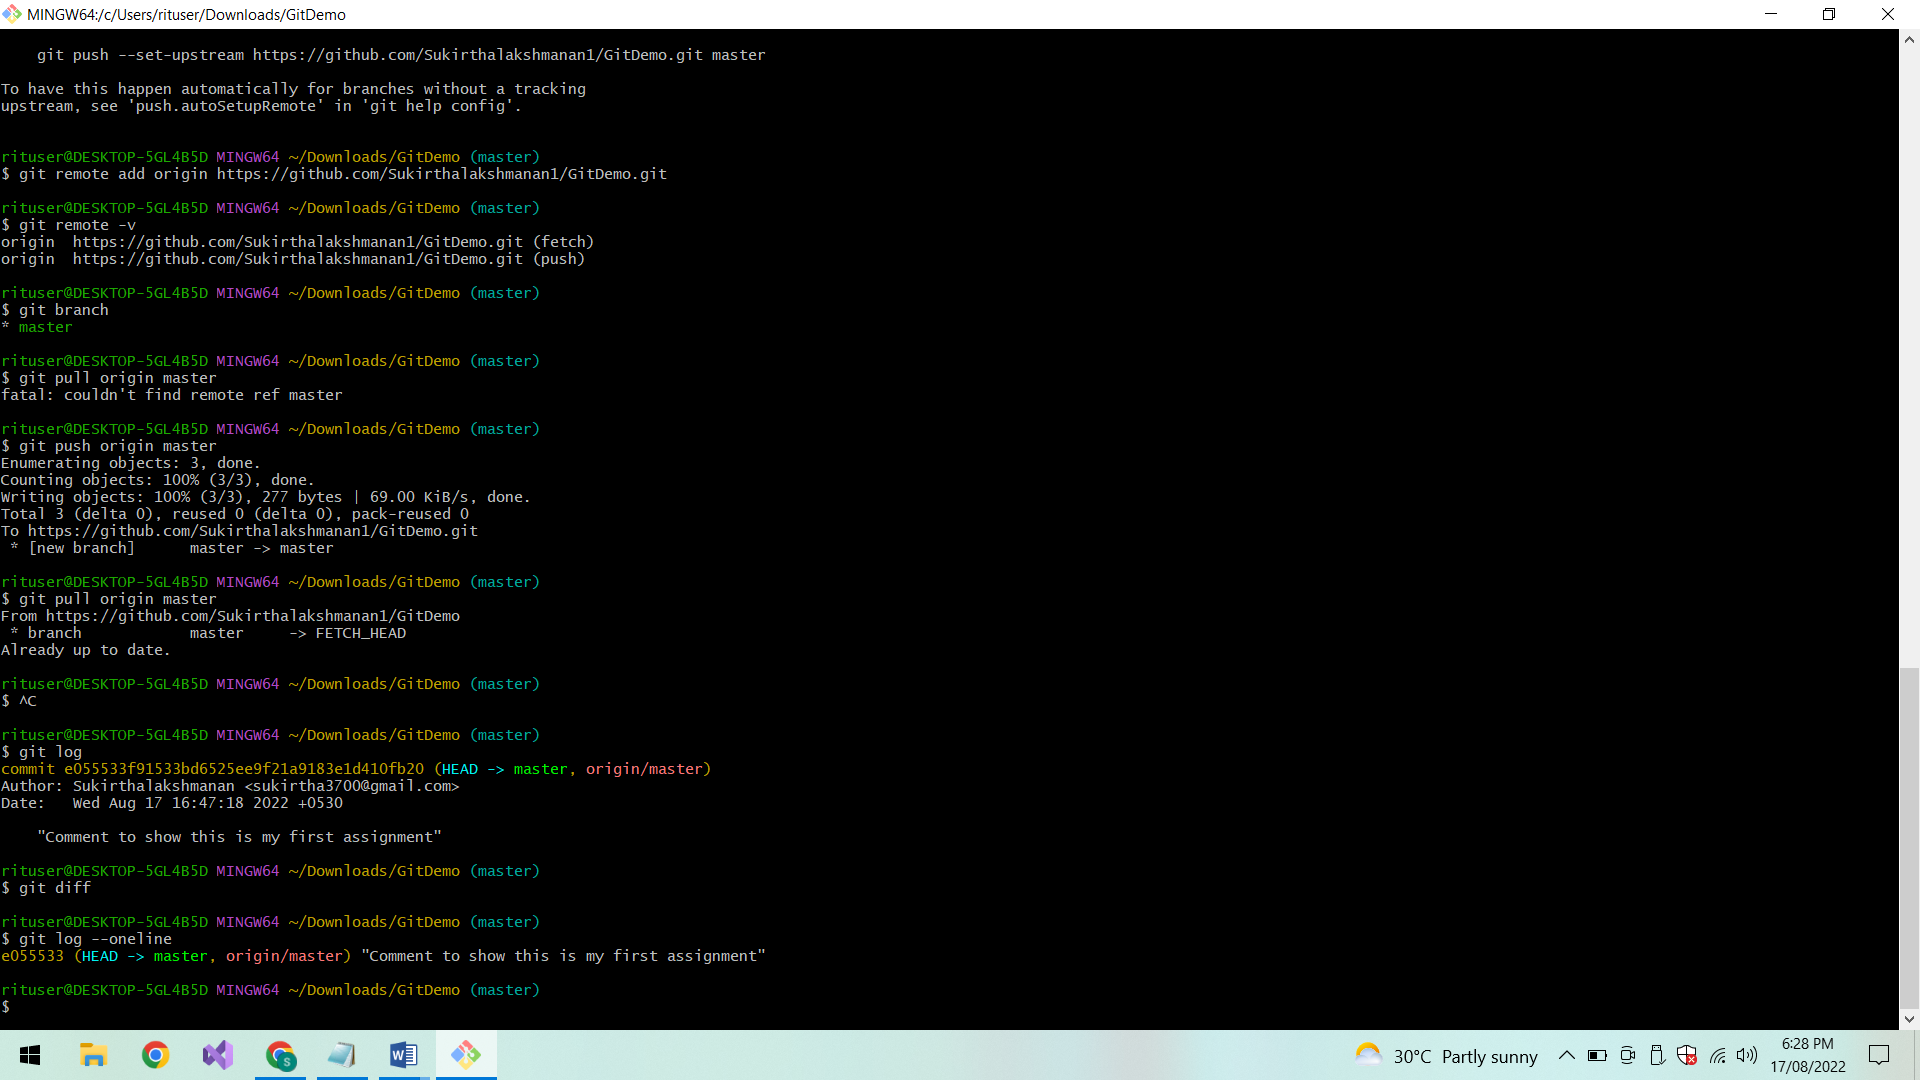 MINGW64:/c/Users/rituser/Downloads/GitDemo
git push --set-upstream https://github.com/Sukirthalakshmanan1/GitDemo.git master
To have this happen automatically for branches without a tracking
upstream, see 'push.autoSetupRemote' in 'git help config'.
rituser@DESKTOP-5GL4B5D MINGW64 ~/Downloads/GitDemo (master)
$ git remote add origin https://github.com/Sukirthalakshmanan1/GitDemo.git
rituser@DESKTOP-5GL4B5D MINGW64 ~/Downloads/GitDemo (master)
$ git remote -v
origin  https://github.com/Sukirthalakshmanan1/GitDemo.git (fetch)
origin  https://github.com/Sukirthalakshmanan1/GitDemo.git (push)
rituser@DESKTOP-5GL4B5D MINGW64 ~/Downloads/GitDemo (master)
$ git branch
* master
rituser@DESKTOP-5GL4B5D MINGW64 ~/Downloads/GitDemo (master)
$ git pull origin master
fatal: couldn't find remote ref master
rituser@DESKTOP-5GL4B5D MINGW64 ~/Downloads/GitDemo (master)
$ git push origin master
Enumerating objects: 3, done.
Counting objects: 100% (3/3), done.
Writing objects: 100% (3/3), 277 bytes | 69.00 KiB/s, done.
Total 3 (delta 0), reused 0 (delta 0), pack-reused 0
To https://github.com/Sukirthalakshmanan1/GitDemo.git
 * [new branch]      master -> master
rituser@DESKTOP-5GL4B5D MINGW64 ~/Downloads/GitDemo (master)
$ git pull origin master
From https://github.com/Sukirthalakshmanan1/GitDemo
 * branch            master     -> FETCH_HEAD
Already up to date.
rituser@DESKTOP-5GL4B5D MINGW64 ~/Downloads/GitDemo (master)
$ ^C
rituser@DESKTOP-5GL4B5D MINGW64 ~/Downloads/GitDemo (master)
$ git log
commit e055533f91533bd6525ee9f21a9183e1d410fb20 (HEAD -> master, origin/master)
Author: Sukirthalakshmanan <sukirtha3700@gmail.com>
Date:   Wed Aug 17 16:47:18 2022 +0530
"Comment to show this is my first assignment"
rituser@DESKTOP-5GL4B5D MINGW64 ~/Downloads/GitDemo (master)
$ git diff
rituser@DESKTOP-5GL4B5D MINGW64 ~/Downloads/GitDemo (master)
$ git log --oneline
e055533 (HEAD -> master, origin/master) "Comment to show this is my first assignment"
rituser@DESKTOP-5GL4B5D MINGW64 ~/Downloads/GitDemo (master)
$
S
W
30°C Partly sunny
6:28 PM
17/08/2022